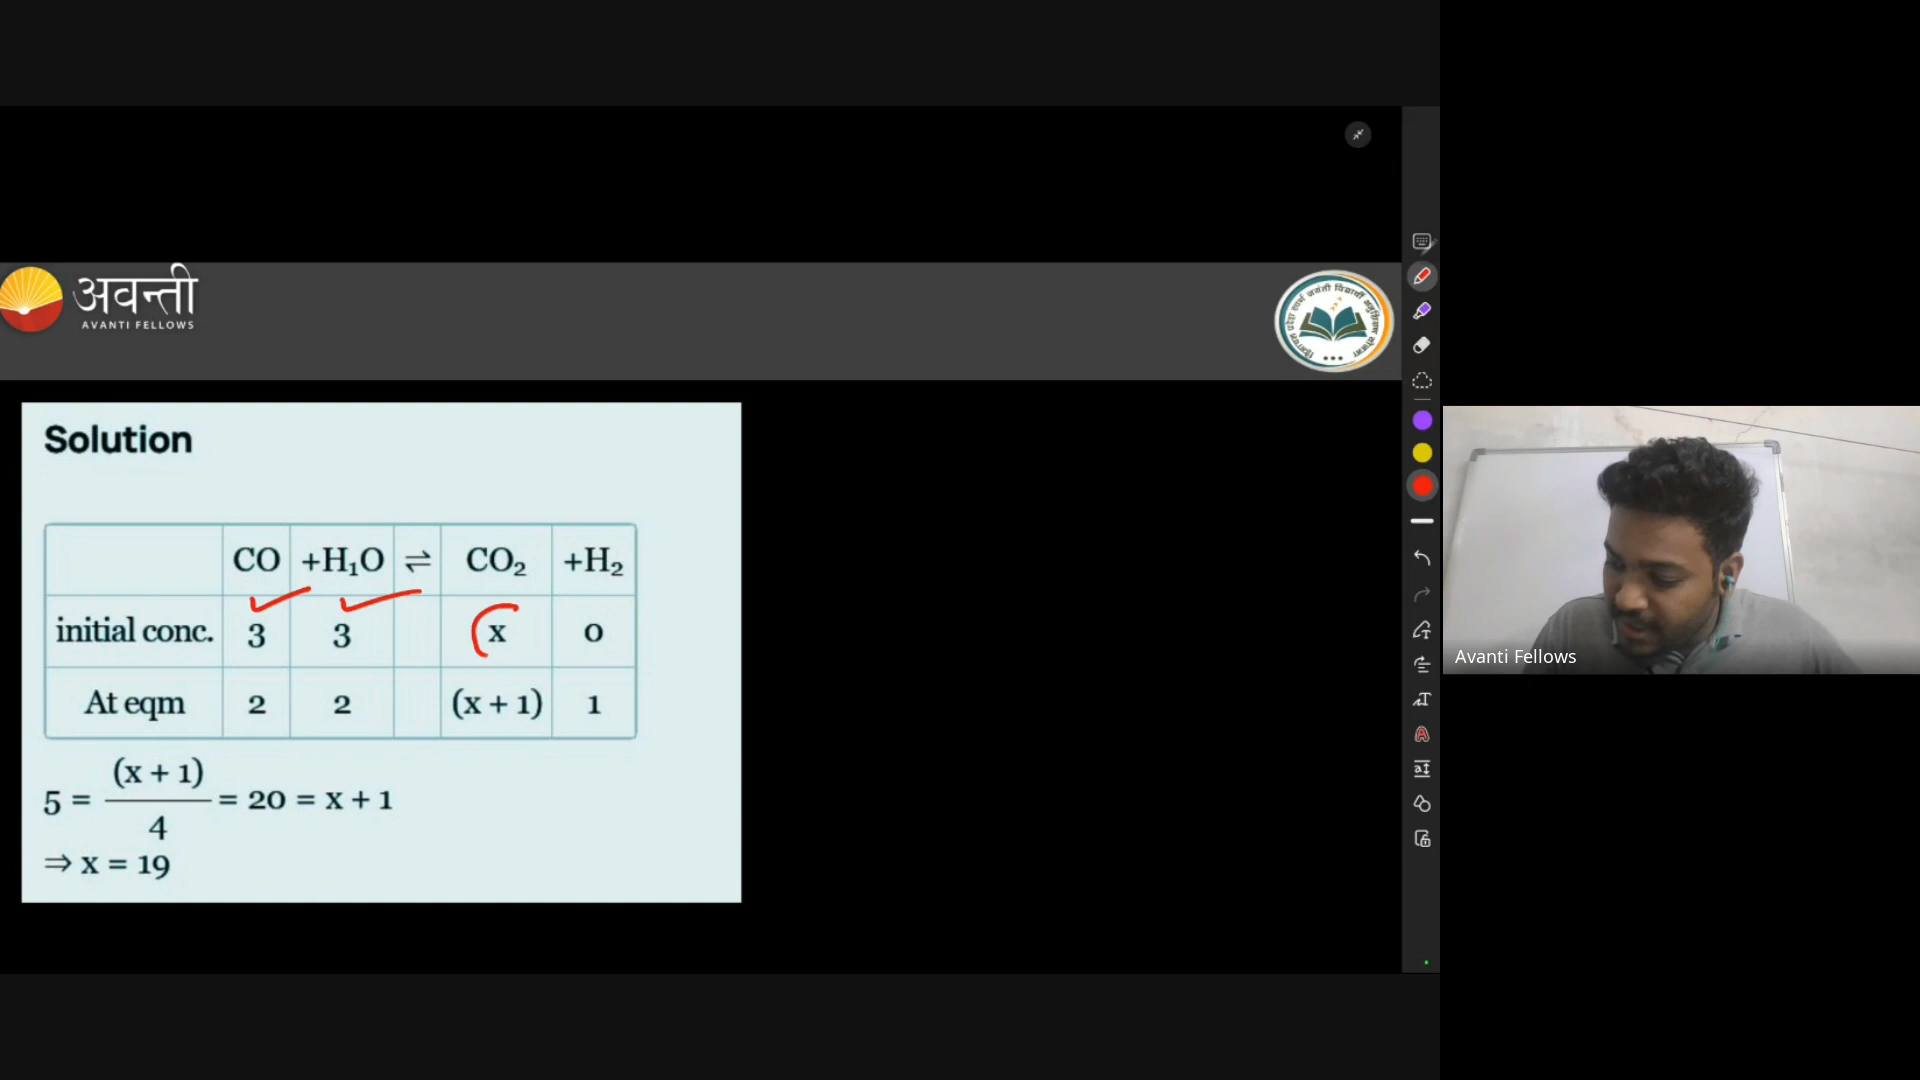 अवन्ती
AVANTI FELLOWS
Solution
CO +H₁O ⇌ CO₂ +H₂
initial conc. 3 3 x 0
At eqm 2 2 (x + 1) 1
5 = (x + 1) / 4 = 20 = x + 1
⇒ x = 19
Avanti Fellows